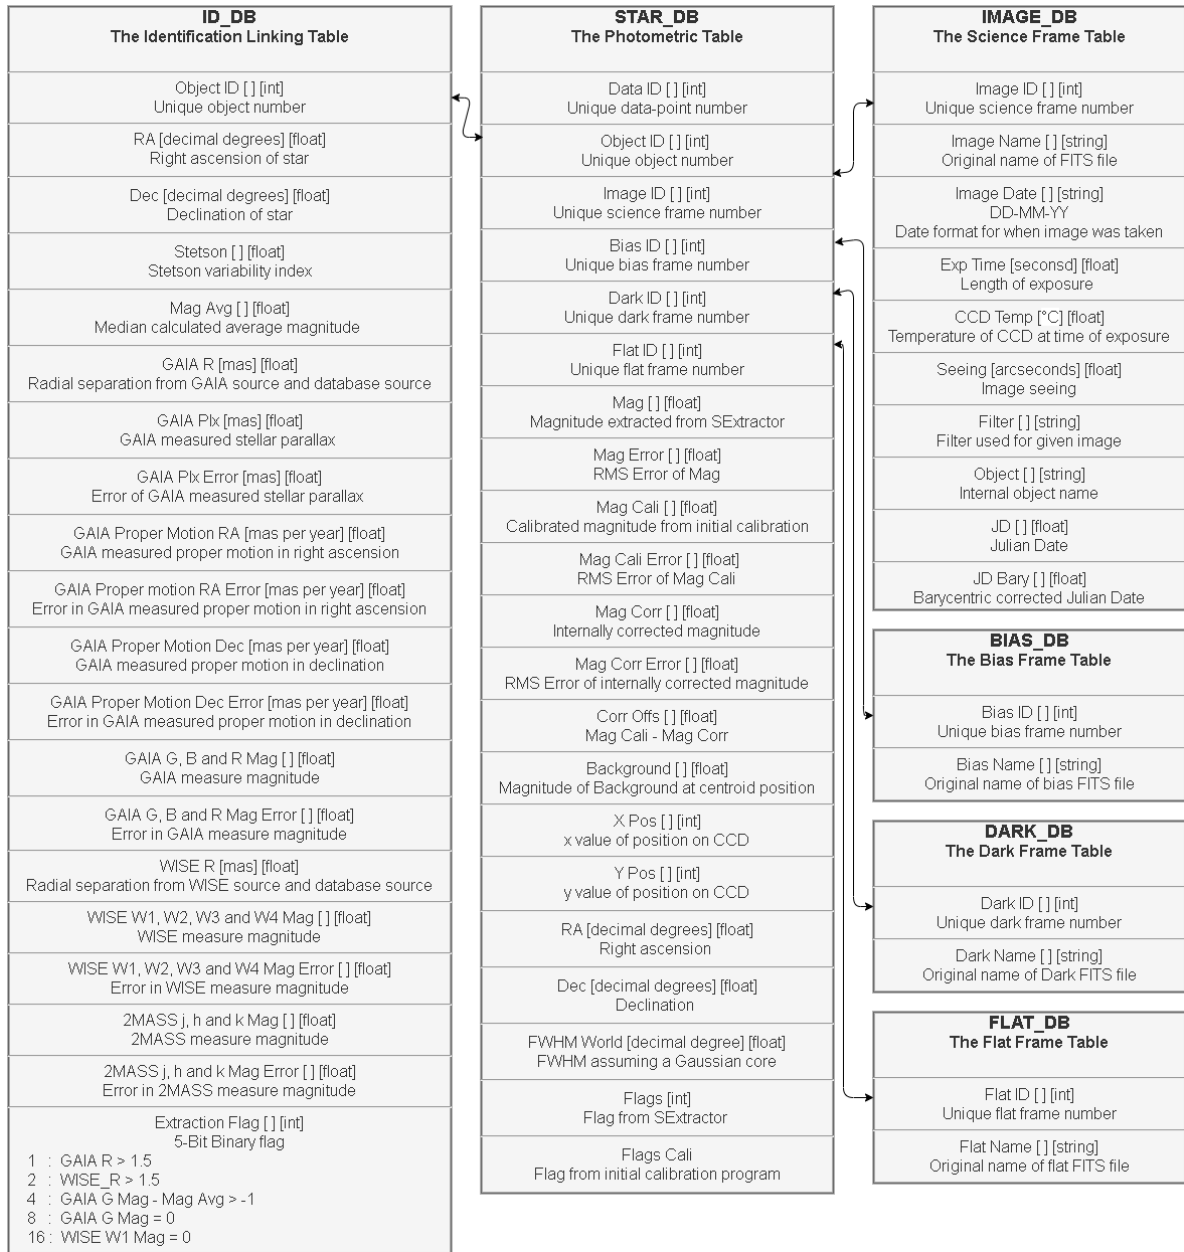 ID_DB
The Identification Linking Table
Object ID [ ] [int]
Unique object number
RA [decimal degrees] [float]
Right ascension of star
Dec [decimal degrees] [float]
Declination of star
Stetson [ ] [float]
Stetson variability index
Mag Avg [ ] [float]
Median calculated average magnitude
GAIA R [mas] [float]
Radial separation from GAIA source and database source
GAIA Plx [mas] [float]
GAIA measured stellar parallax
GAIA Plx Error [mas] [float]
Error of GAIA measured stellar parallax
GAIA Proper Motion RA [mas per year] [float]
GAIA measured proper motion in right ascension
GAIA Proper motion RA Error [mas per year] [float]
Error in GAIA measured proper motion in right ascension
GAIA Proper Motion Dec [mas per year] [float]
GAIA measured proper motion in declination
GAIA Proper Motion Dec Error [mas per year] [float]
Error in GAIA measured proper motion in declination
GAIA G, B and R Mag [ ] [float]
GAIA measure magnitude
GAIA G, B and R Mag Error [ ] [float]
Error in GAIA measure magnitude
WISE R [mas] [float]
Radial separation from WISE source and database source
WISE W1, W2, W3 and W4 Mag [ ] [float]
WISE measure magnitude
WISE W1, W2, W3 and W4 Mag Error [ ] [float]
Error in WISE measure magnitude
2MASS j, h and k Mag [ ] [float]
2MASS measure magnitude
2MASS j, h and k Mag Error [ ] [float]
Error in 2MASS measure magnitude
Extraction Flag [ ] [int]
5-Bit Binary flag
1 : GAIA R > 1.5
2 : WISE_R > 1.5
4 : GAIA G Mag - Mag Avg > -1
8 : GAIA G Mag = 0
16 : WISE W1 Mag = 0
STAR_DB
The Photometric Table
Data ID [ ] [int]
Unique data-point number
Object ID [ ] [int]
Unique object number
Image ID [ ] [int]
Unique science frame number
Bias ID [ ] [int]
Unique bias frame number
Dark ID [ ] [int]
Unique dark frame number
Flat ID [ ] [int]
Unique flat frame number
Mag [ ] [float]
Magnitude extracted from SExtractor
Mag Error [ ] [float]
RMS Error of Mag
Mag Cali [ ] [float]
Calibrated magnitude from initial calibration
Mag Cali Error [ ] [float]
RMS Error of Mag Cali
Mag Corr [ ] [float]
Internally corrected magnitude
Mag Corr Error [ ] [float]
RMS Error of internally corrected magnitude
Corr Offs [ ] [float]
Mag Cali - Mag Corr
Background [ ] [float]
Magnitude of Background at centroid position
X Pos [ ] [int]
x value of position on CCD
Y Pos [ ] [int]
y value of position on CCD
RA [decimal degrees] [float]
Right ascension
Dec [decimal degrees] [float]
Declination
FWHM World [decimal degree] [float]
FWHM assuming a Gaussian core
Flags [int]
Flag from SExtractor
Flags Cali
Flag from initial calibration program
IMAGE_DB
The Science Frame Table
Image ID [ ] [int]
Unique science frame number
Image Name [ ] [string]
Original name of FITS file
Image Date [ ] [string]
DD-MM-YY
Date format for when image was taken
Exp Time [seconsd] [float]
Length of exposure
CCD Temp [°C] [float]
Temperature of CCD at time of exposure
Seeing [arcseconds] [float]
Image seeing
Filter [ ] [string]
Filter used for given image
Object [ ] [string]
Internal object name
JD [ ] [float]
Julian Date
JD Bary [ ] [float]
Barycentric corrected Julian Date
BIAS_DB
The Bias Frame Table
Bias ID [ ] [int]
Unique bias frame number
Bias Name [ ] [string]
Original name of bias FITS file
DARK_DB
The Dark Frame Table
Dark ID [ ] [int]
Unique dark frame number
Dark Name [ ] [string]
Original name of Dark FITS file
FLAT_DB
The Flat Frame Table
Flat ID [ ] [int]
Unique flat frame number
Flat Name [ ] [string]
Original name of flat FITS file